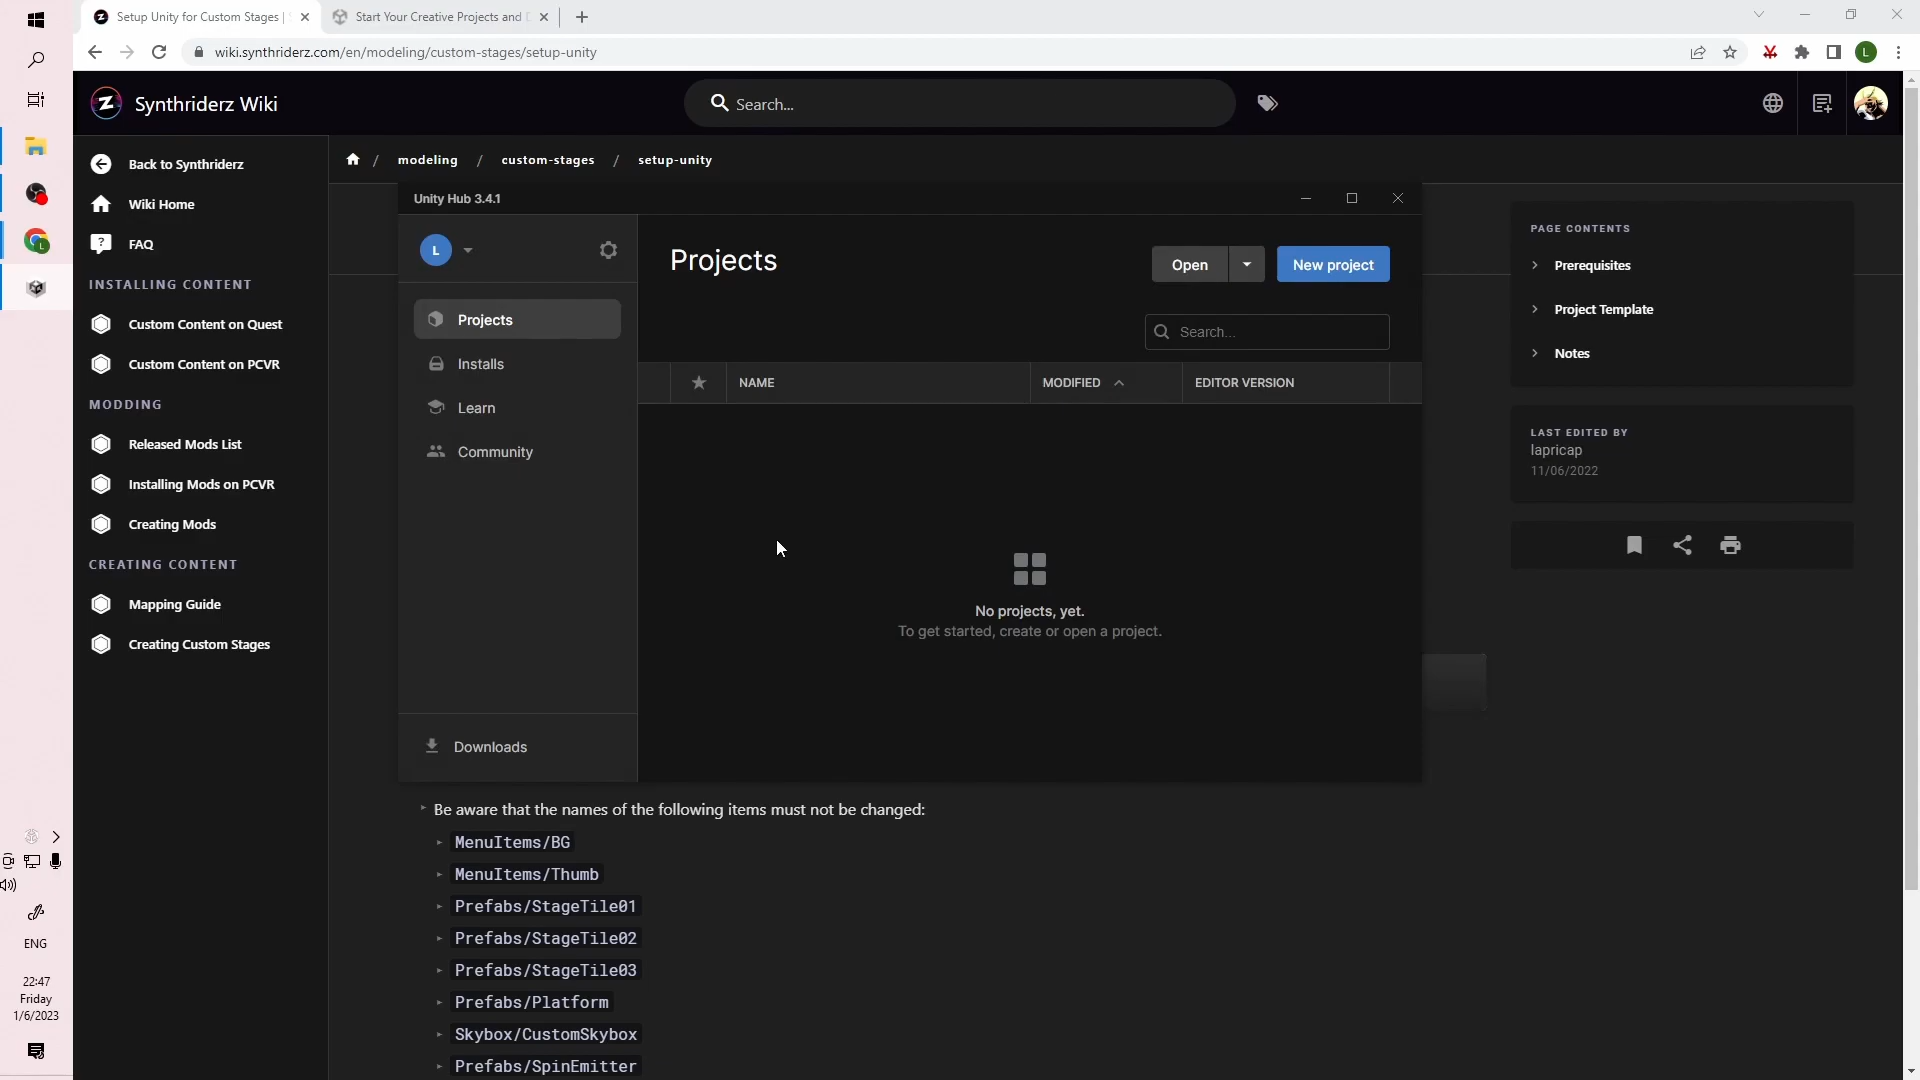 Setup Unity for Custom Stages |
Start Your Creative Projects and D
wiki.synthriderz.com/en/modeling/custom-stages/setup-unity
L
Synthriderz Wiki
Search...
Back to Synthriderz
Wiki Home
FAQ
INSTALLING CONTENT
Custom Content on Quest
Custom Content on PCVR
MODDING
Released Mods List
Installing Mods on PCVR
Creating Mods
CREATING CONTENT
Mapping Guide
Creating Custom Stages
/ modeling / custom-stages / setup-unity
Unity Hub 3.4.1
L
Projects
Installs
Learn
Community
Downloads
Projects
Open
New project
Search...
NAME
MODIFIED
EDITOR VERSION
No projects, yet.
To get started, create or open a project.
PAGE CONTENTS
Prerequisites
Project Template
Notes
LAST EDITED BY
lapricap
11/06/2022
Be aware that the names of the following items must not be changed:
MenuItems/BG
MenuItems/Thumb
Prefabs/StageTile01
Prefabs/StageTile02
Prefabs/StageTile03
Prefabs/Platform
Skybox/CustomSkybox
Prefabs/SpinEmitter
ENG
22:47
Friday
1/6/2023